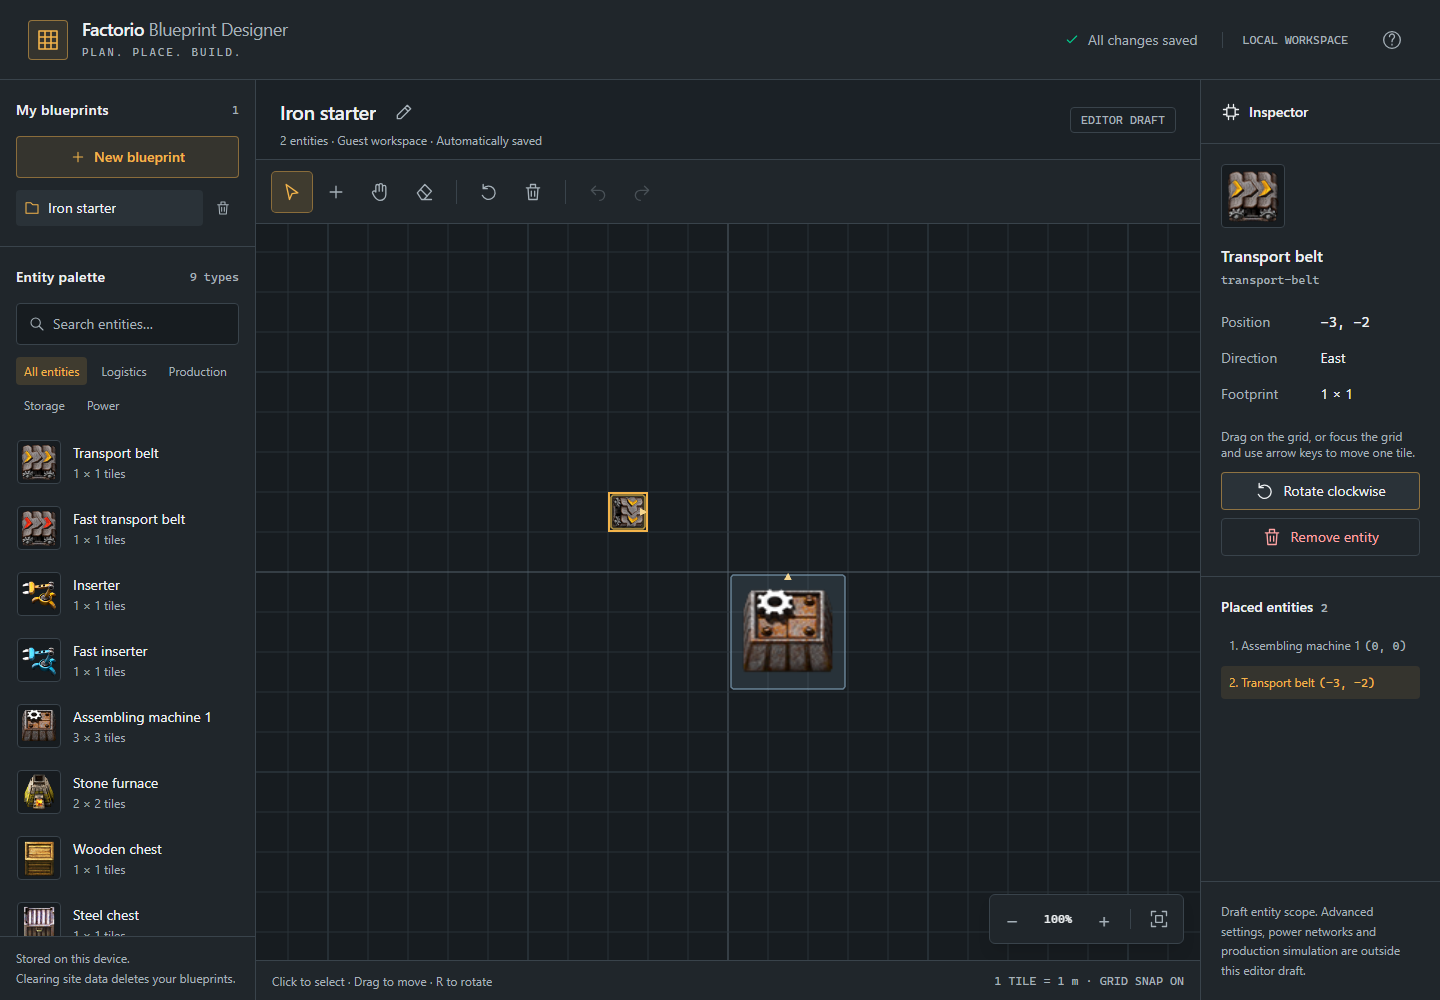 Factorio Blueprint Designer
PLAN. PLACE. BUILD.
All changes saved
LOCAL WORKSPACE
My blueprints 1
New blueprint
Iron starter
Entity palette 9 types
Search entities...
All entities Logistics Production
Storage Power
Transport belt
1 × 1 tiles
Fast transport belt
1 × 1 tiles
Inserter
1 × 1 tiles
Fast inserter
1 × 1 tiles
Assembling machine 1
3 × 3 tiles
Stone furnace
2 × 2 tiles
Wooden chest
1 × 1 tiles
Steel chest
1 × 1 tiles
Stored on this device.
Clearing site data deletes your blueprints.
Iron starter
2 entities · Guest workspace · Automatically saved
EDITOR DRAFT
100%
Click to select · Drag to move · R to rotate
1 TILE = 1 m · GRID SNAP ON
Inspector
Transport belt
transport-belt
Position −3, −2
Direction East
Footprint 1 × 1
Drag on the grid, or focus the grid
and use arrow keys to move one tile.
Rotate clockwise
Remove entity
Placed entities 2
1. Assembling machine 1 (0, 0)
2. Transport belt (−3, −2)
Draft entity scope. Advanced
settings, power networks and
production simulation are outside
this editor draft.